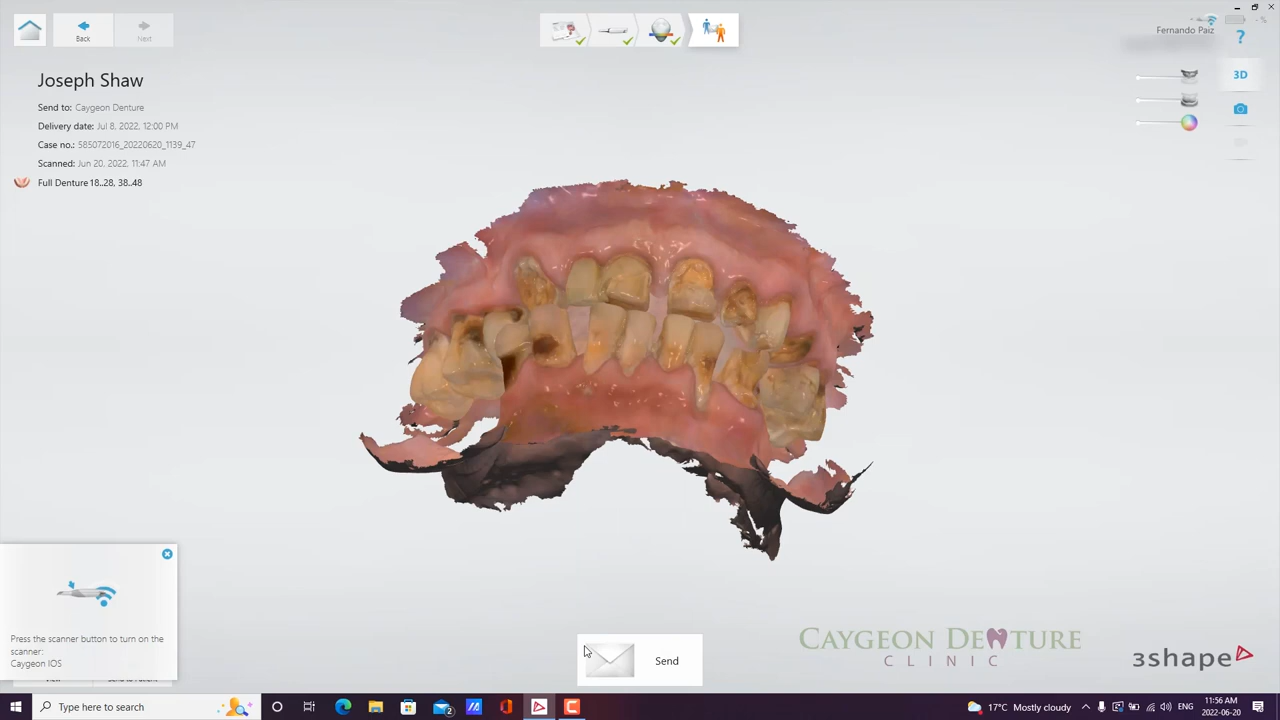 Back
Next
Fernando Paiz
Joseph Shaw
Send to: Caygeon Denture
Delivery date: Jul 8, 2022, 12:00 PM
Case no.: 585072016_20220620_1139_47
Scanned: Jun 20, 2022, 11:47 AM
Full Denture 18..28, 38..48
?
3D
Press the scanner button to turn on the
scanner:
Caygeon IOS
Send
CAYGEON DENTURE
CLINIC
3shape
Type here to search
2
17°C Mostly cloudy
ENG
11:56 AM
2022-06-20